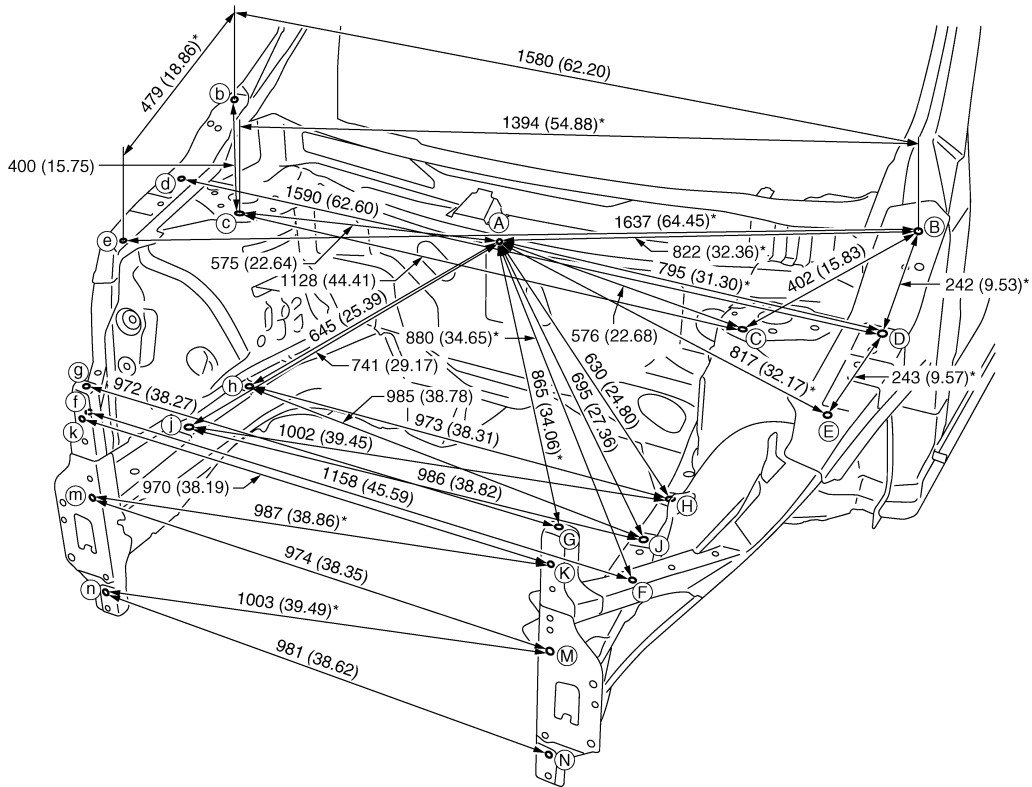 479 (18.86)*
1580 (62.20)
b
1394 (54.88)*
400 (15.75)
d
1590 (62.60)
c
A
1637 (64.45)*
B
e
822 (32.36)*
575 (22.64)
795 (31.30)*
402 (15.83)
1128 (44.41)
242 (9.53)*
645 (25.39)
880 (34.65)*
576 (22.68)
C
D
741 (29.17)
817 (32.17)*
g
972 (38.27)
h
630 (24.80)
243 (9.57)*
865 (34.06)*
695 (27.36)
985 (38.78)
f
973 (38.31)
k
j
1002 (39.45)
E
986 (38.82)
1158 (45.59)
970 (38.19)
m
H
987 (38.86)*
G
J
974 (38.35)
K
n
F
1003 (39.49)*
981 (38.62)
M
N